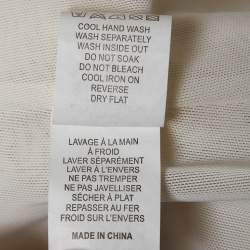 COOL HAND WASH
WASH SEPARATELY
WASH INSIDE OUT
DO NOT SOAK
DO NOT BLEACH
COOL IRON ON
REVERSE
DRY FLAT
LAVAGE À LA MAIN
À FROID
LAVER SÉPARÉMENT
LAVER À L'ENVERS
NE PAS TREMPER
NE PAS JAVELLISER
SÉCHER À PLAT
REPASSER AU FER
FROID SUR L'ENVERS
MADE IN CHINA